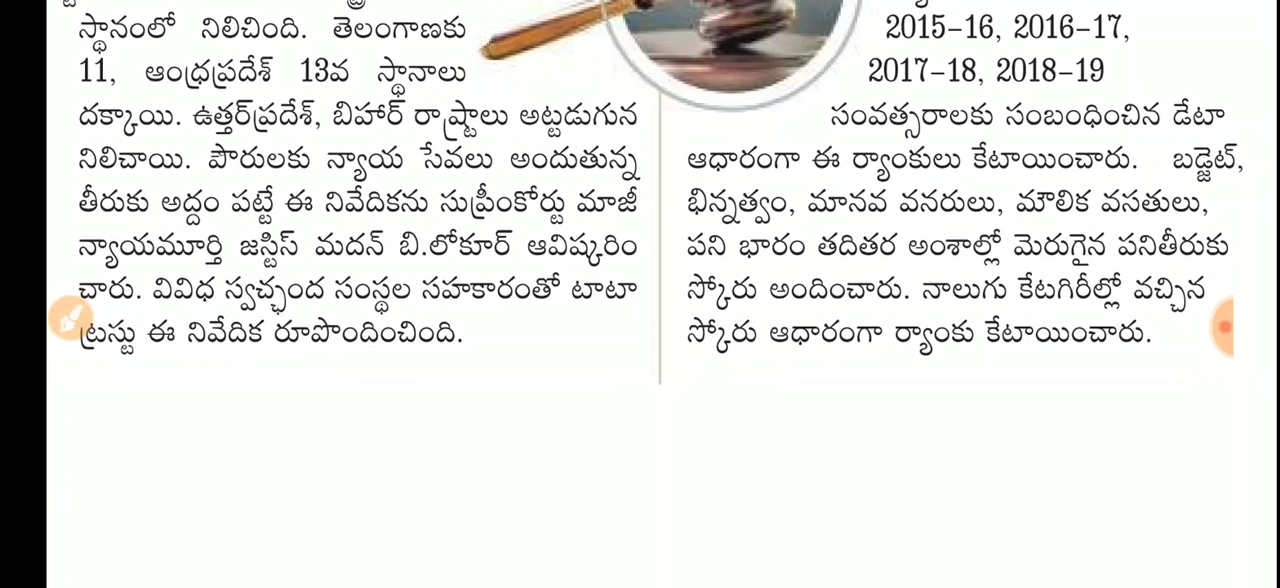 స్థానంలో నిలిచింది. తెలంగాణకు
11, ఆంధ్రప్రదేశ్ 13వ స్థానాలు
దక్కాయి. ఉత్తర్‌ప్రదేశ్, బిహార్ రాష్ట్రాలు అట్టడుగున
నిలిచాయి. పౌరులకు న్యాయ సేవలు అందుతున్న
తీరుకు అద్దం పట్టే ఈ నివేదికను సుప్రీంకోర్టు మాజీ
న్యాయమూర్తి జస్టిస్ మదన్ బి.లోకూర్ ఆవిష్కరిం
చారు. వివిధ స్వచ్ఛంద సంస్థల సహకారంతో టాటా
ట్రస్టు ఈ నివేదిక రూపొందించింది.
2015-16, 2016-17,
2017-18, 2018-19
సంవత్సరాలకు సంబంధించిన డేటా
ఆధారంగా ఈ ర్యాంకులు కేటాయించారు. బడ్జెట్,
భిన్నత్వం, మానవ వనరులు, మౌలిక వసతులు,
పని భారం తదితర అంశాల్లో మెరుగైన పనితీరుకు
స్కోరు అందించారు. నాలుగు కేటగిరీల్లో వచ్చిన
స్కోరు ఆధారంగా ర్యాంకు కేటాయించారు.